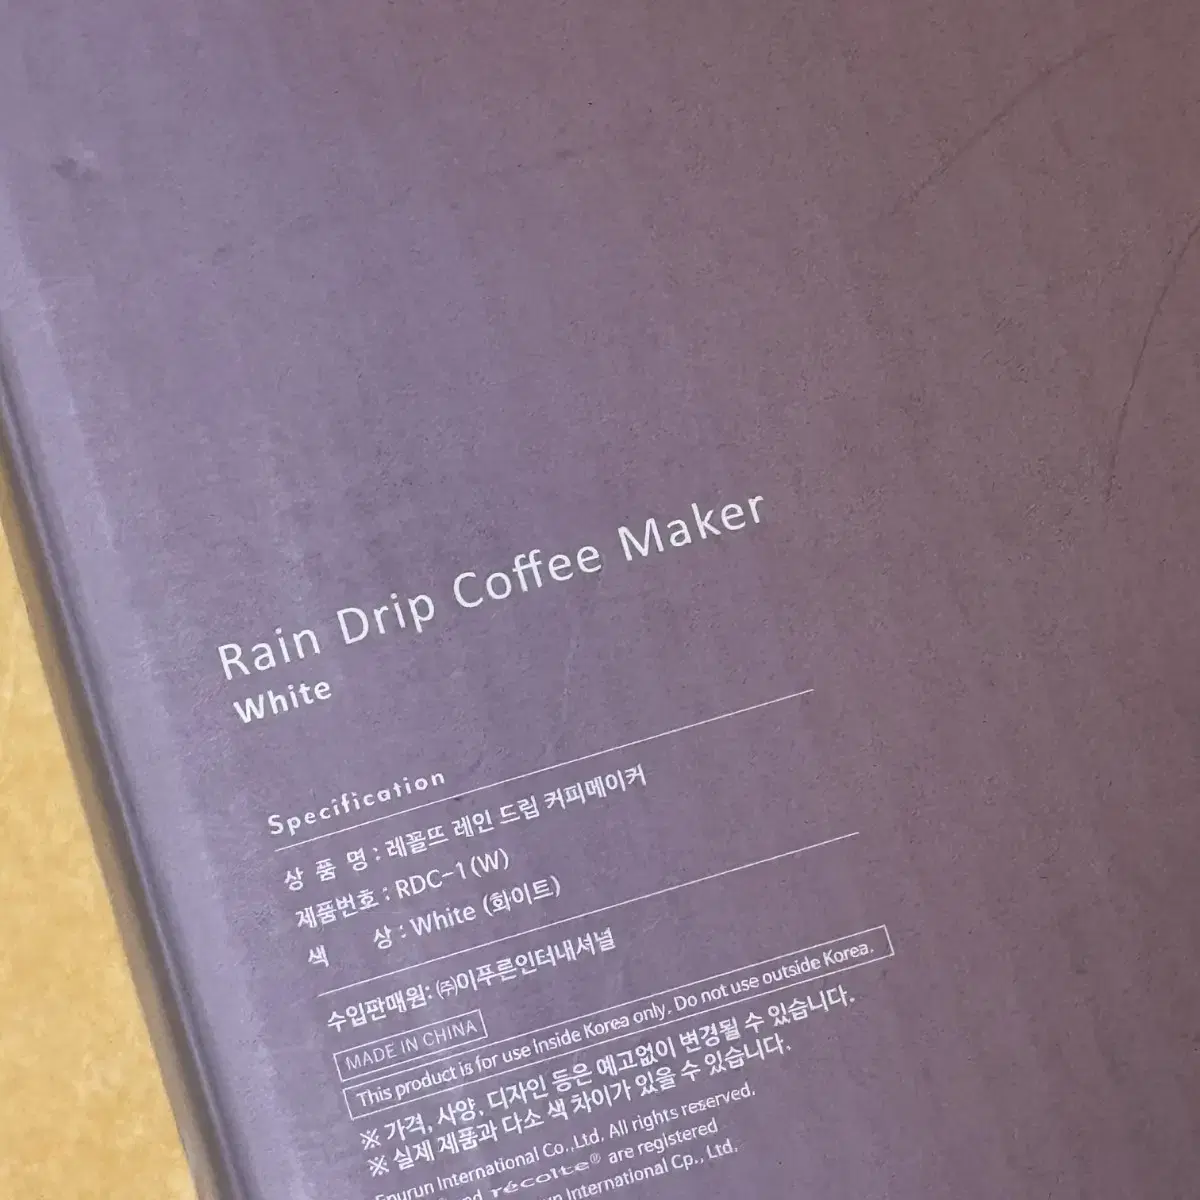 Rain Drip Coffee Maker
White
Specification
상 품 명 : 레꼴뜨 레인 드립 커피메이커
제품번호 : RDC-1(W)
색 상 : White (화이트)
수입판매원: ㈜이푸른인터내셔널
MADE IN CHINA
This product is for use Inside Korea only. Do not use outside Korea.
※ 가격, 사양, 디자인 등은 예고없이 변경될 수 있습니다.
※ 실제 제품과 다소 색 차이가 있을 수 있습니다.
Epurun International Co.,Ltd. All rights reserved.
and récolte® are registered
International Cp., Ltd.